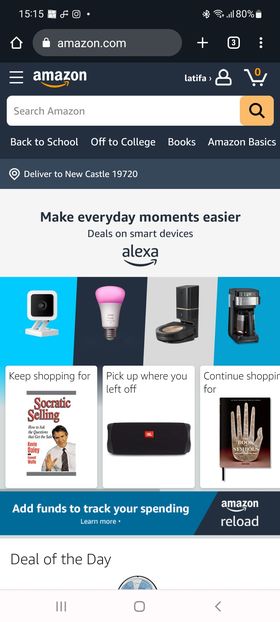 15:15 80%
amazon.com 3
amazon latifa › 0
Search Amazon
Back to School Off to College Books Amazon Basics
Deliver to New Castle 19720
Make everyday moments easier
Deals on smart devices
alexa
Keep shopping for
Socratic
Selling
How to Ask
the Questions
That Get the Sale
Kevin
Daley
Pick up where you
left off
JBL
Continue shoppin
for
BOOK
SYMBOLS
Add funds to track your spending
Learn more
amazon
reload
Deal of the Day